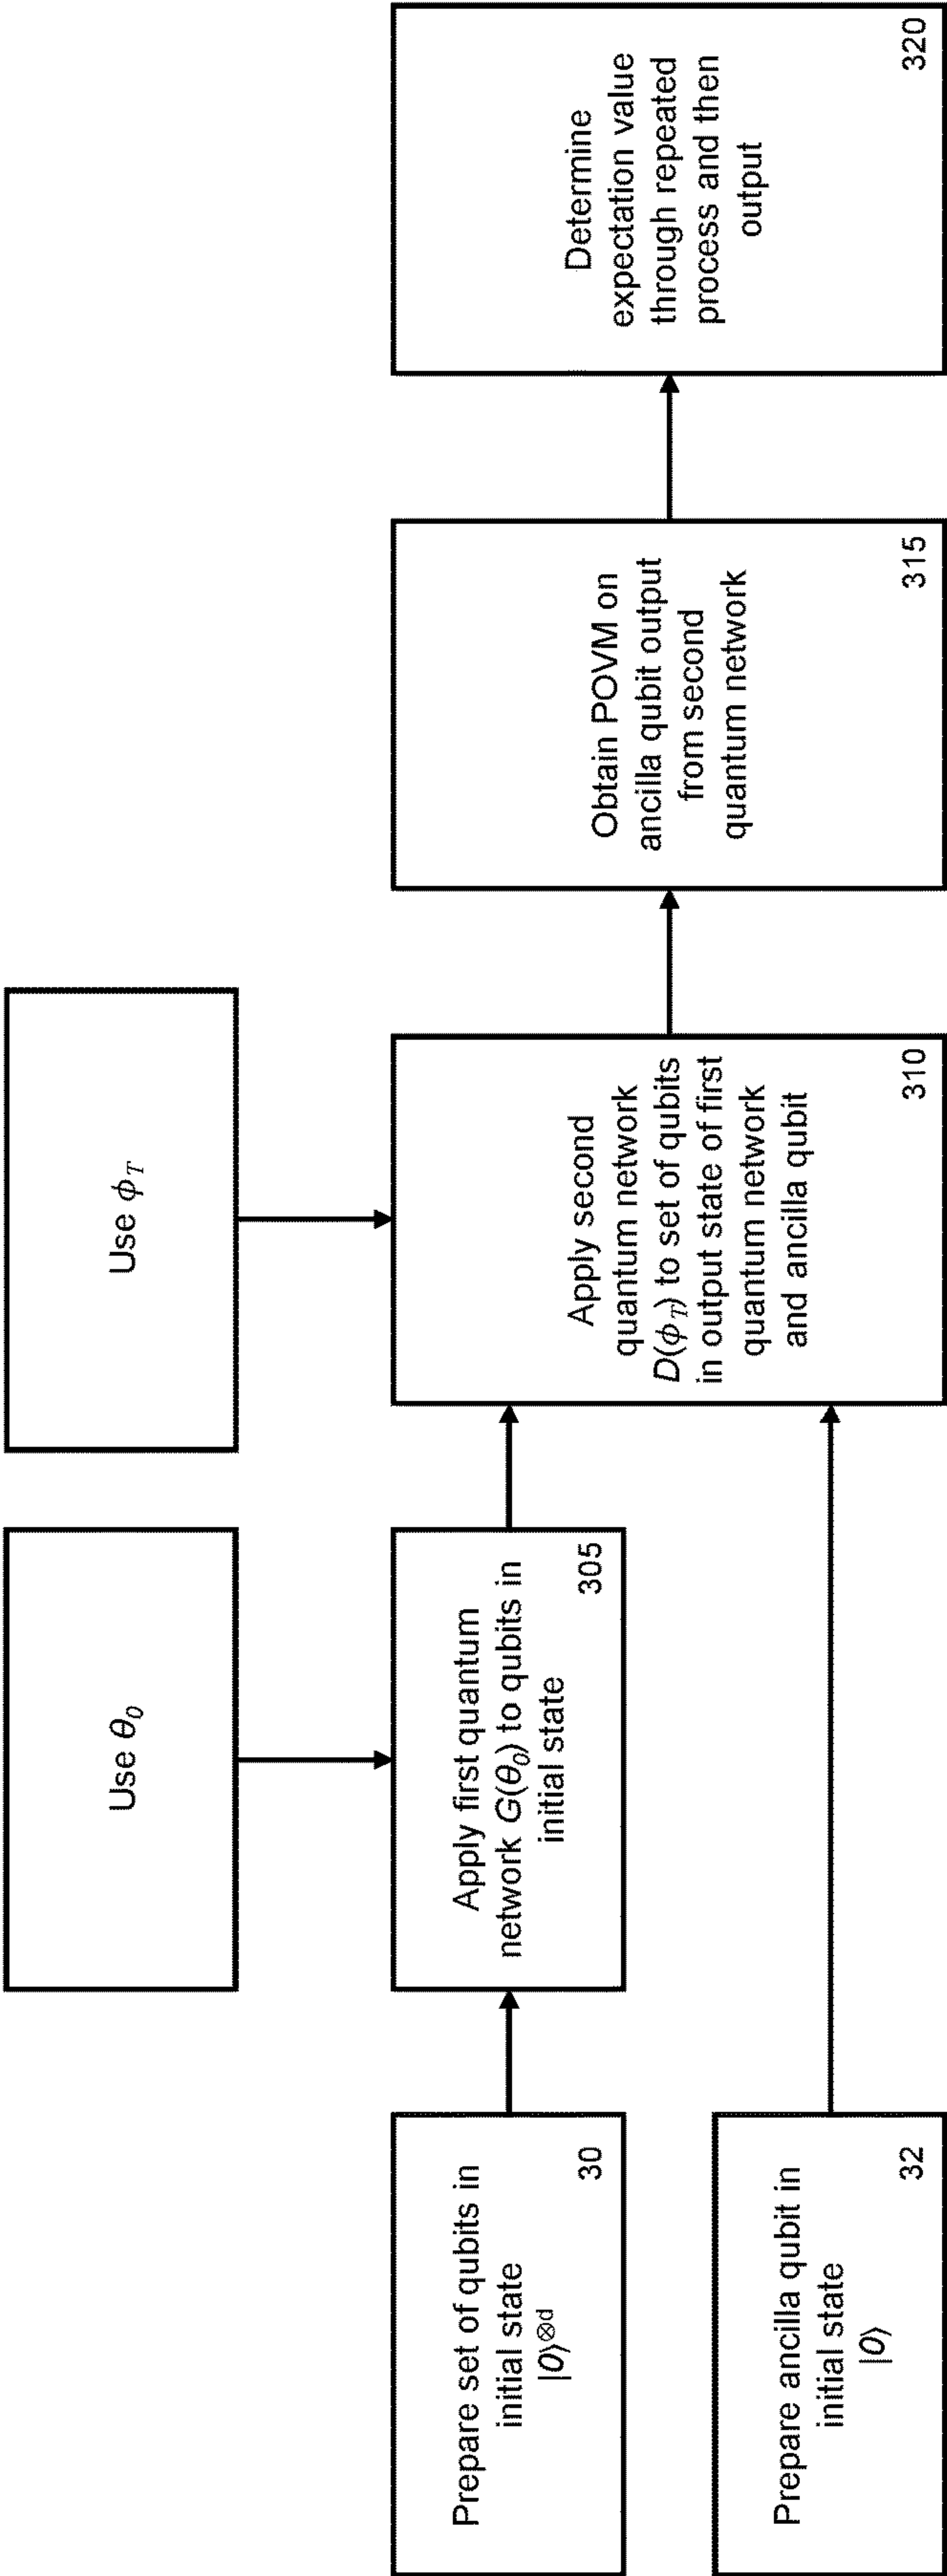 Use θ₀
Use ϕ_T
Prepare set of qubits in
initial state
|0⟩^⊗d
30
Apply first quantum
network G(θ₀) to qubits in
initial state
305
Prepare ancilla qubit in
initial state
|0⟩
32
Apply second
quantum network
D(ϕ_T) to set of qubits
in output state of first
quantum network
and ancilla qubit
310
Obtain POVM on
ancilla qubit output
from second
quantum network
315
Determine
expectation value
through repeated
process and then
output
320